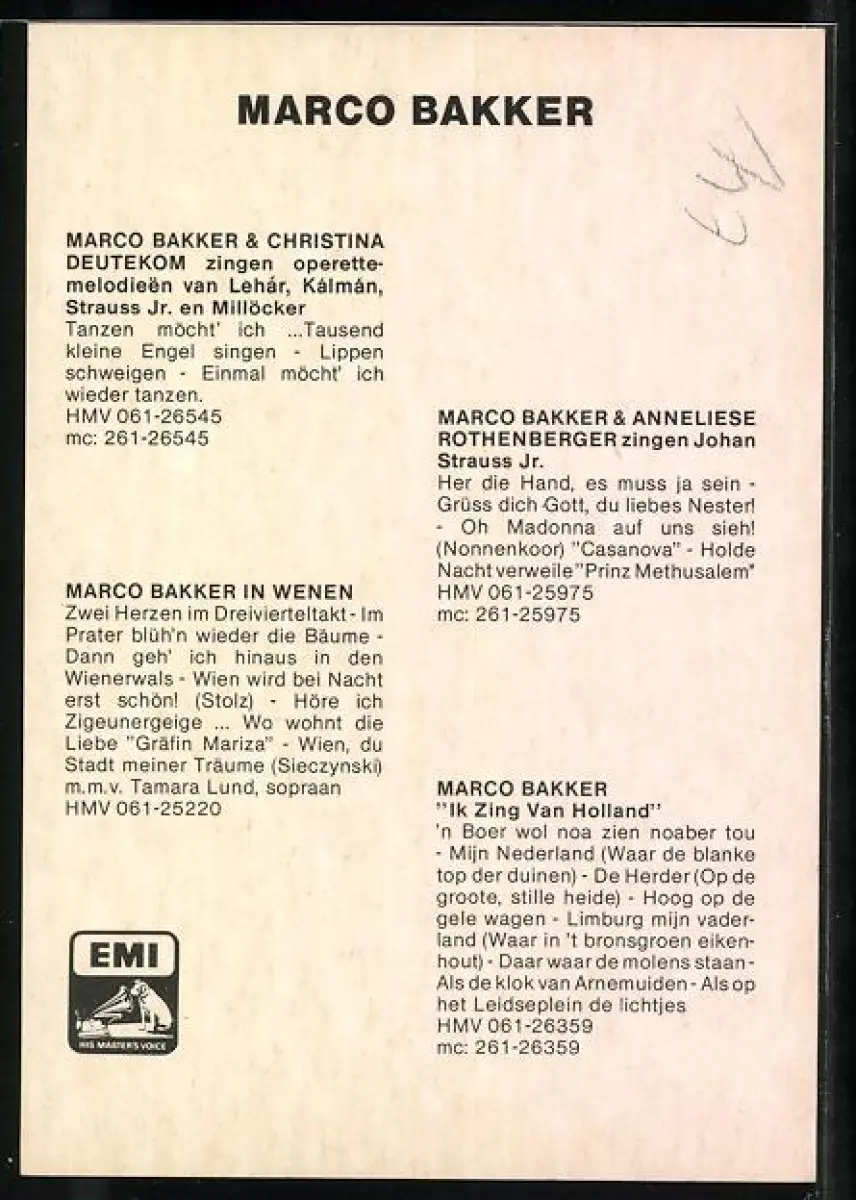 MARCO BAKKER
MARCO BAKKER & CHRISTINA
DEUTEKOM zingen operette-
melodieën van Lehár, Kálmán,
Strauss Jr. en Millöcker
Tanzen möcht' ich ...Tausend
kleine Engel singen - Lippen
schweigen - Einmal möcht' ich
wieder tanzen.
HMV 061-26545
mc: 261-26545
MARCO BAKKER IN WENEN
Zwei Herzen im Dreivierteltakt - Im
Prater blüh'n wieder die Bäume -
Dann geh' ich hinaus in den
Wienerwals - Wien wird bei Nacht
erst schön! (Stolz) - Höre ich
Zigeunergeige ... Wo wohnt die
Liebe "Gräfin Mariza" - Wien, du
Stadt meiner Träume (Sieczynski)
m.m.v. Tamara Lund, sopraan
HMV 061-25220
EMI
HIS MASTER'S VOICE
MARCO BAKKER & ANNELIESE
ROTHENBERGER zingen Johan
Strauss Jr.
Her die Hand, es muss ja sein -
Grüss dich Gott, du liebes Nesterl
- Oh Madonna auf uns sieh!
(Nonnenkoor) "Casanova" - Holde
Nacht verweile "Prinz Methusalem"
HMV 061-25975
mc: 261-25975
MARCO BAKKER
"Ik Zing Van Holland"
'n Boer wol noa zien noaber tou
- Mijn Nederland (Waar de blanke
top der duinen) - De Herder (Op de
groote, stille heide) - Hoog op de
gele wagen - Limburg mijn vader-
land (Waar in 't bronsgroen eiken-
hout) - Daar waar de molens staan -
Als de klok van Arnemuiden - Als op
het Leidseplein de lichtjes
HMV 061-26359
mc: 261-26359